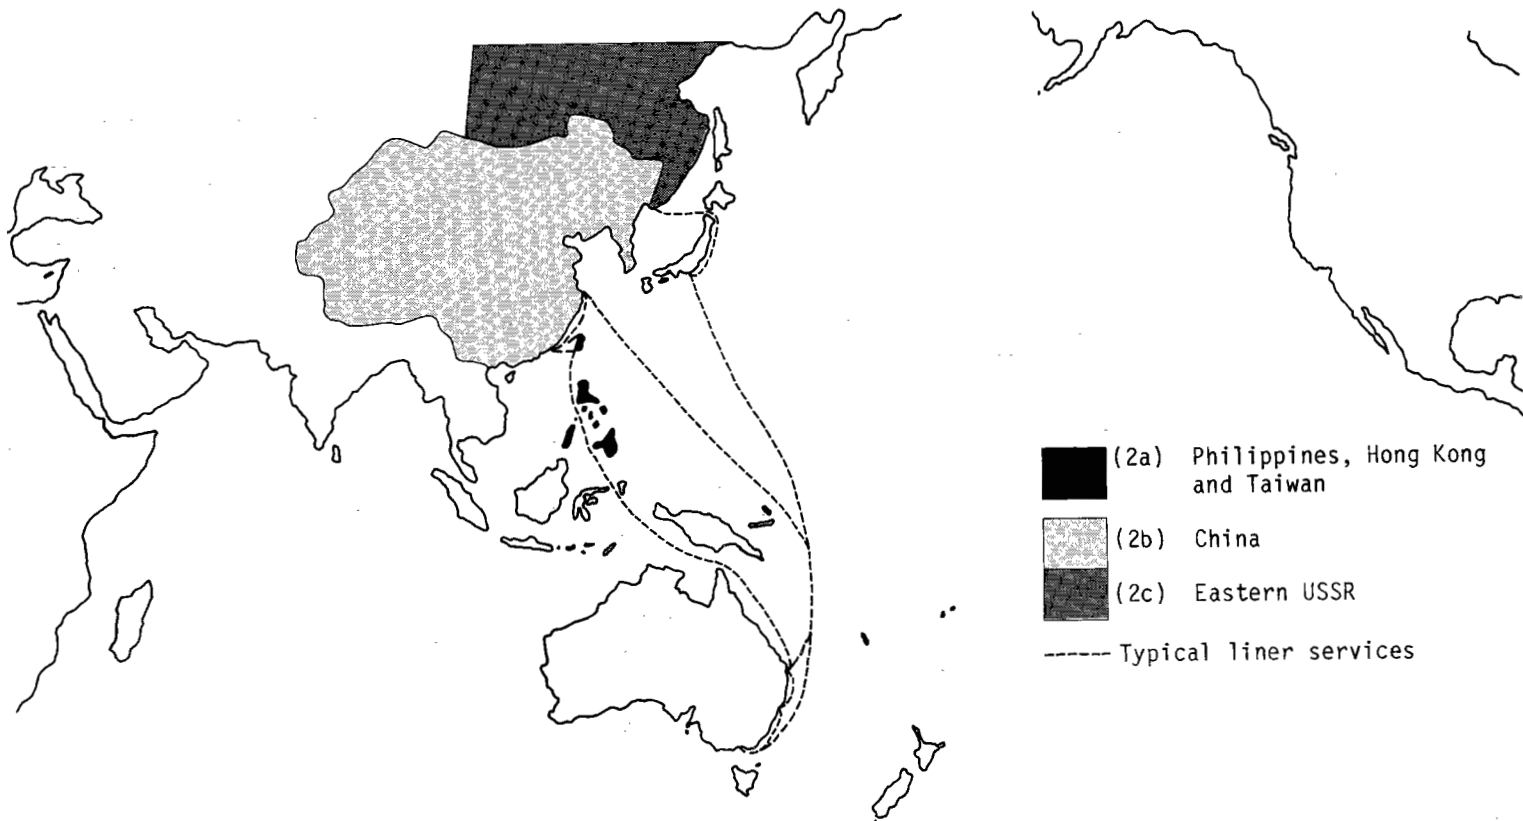 (2a) Philippines, Hong Kong
and Taiwan
(2b) China
(2c) Eastern USSR
Typical liner services